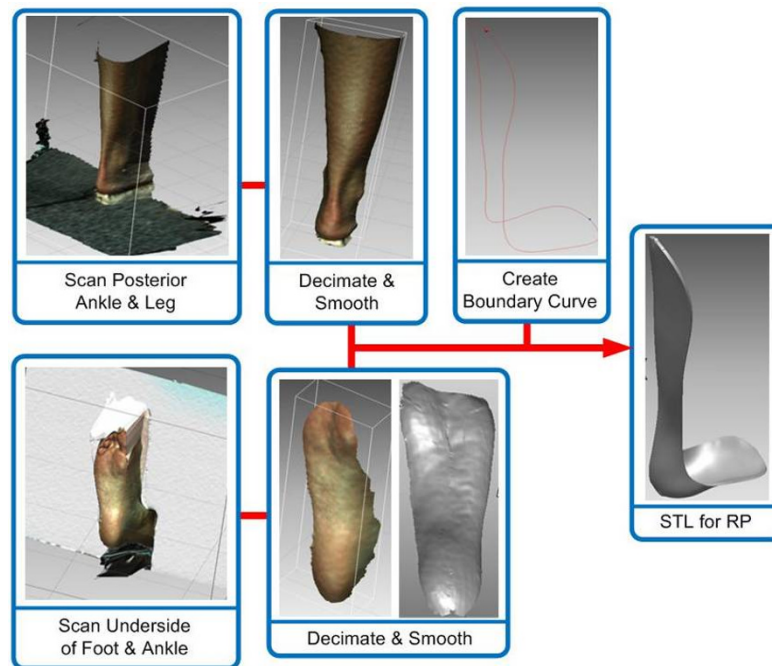 Scan Posterior
Ankle & Leg
Decimate &
Smooth
Create
Boundary Curve
STL for RP
Scan Underside
of Foot & Ankle
Decimate & Smooth